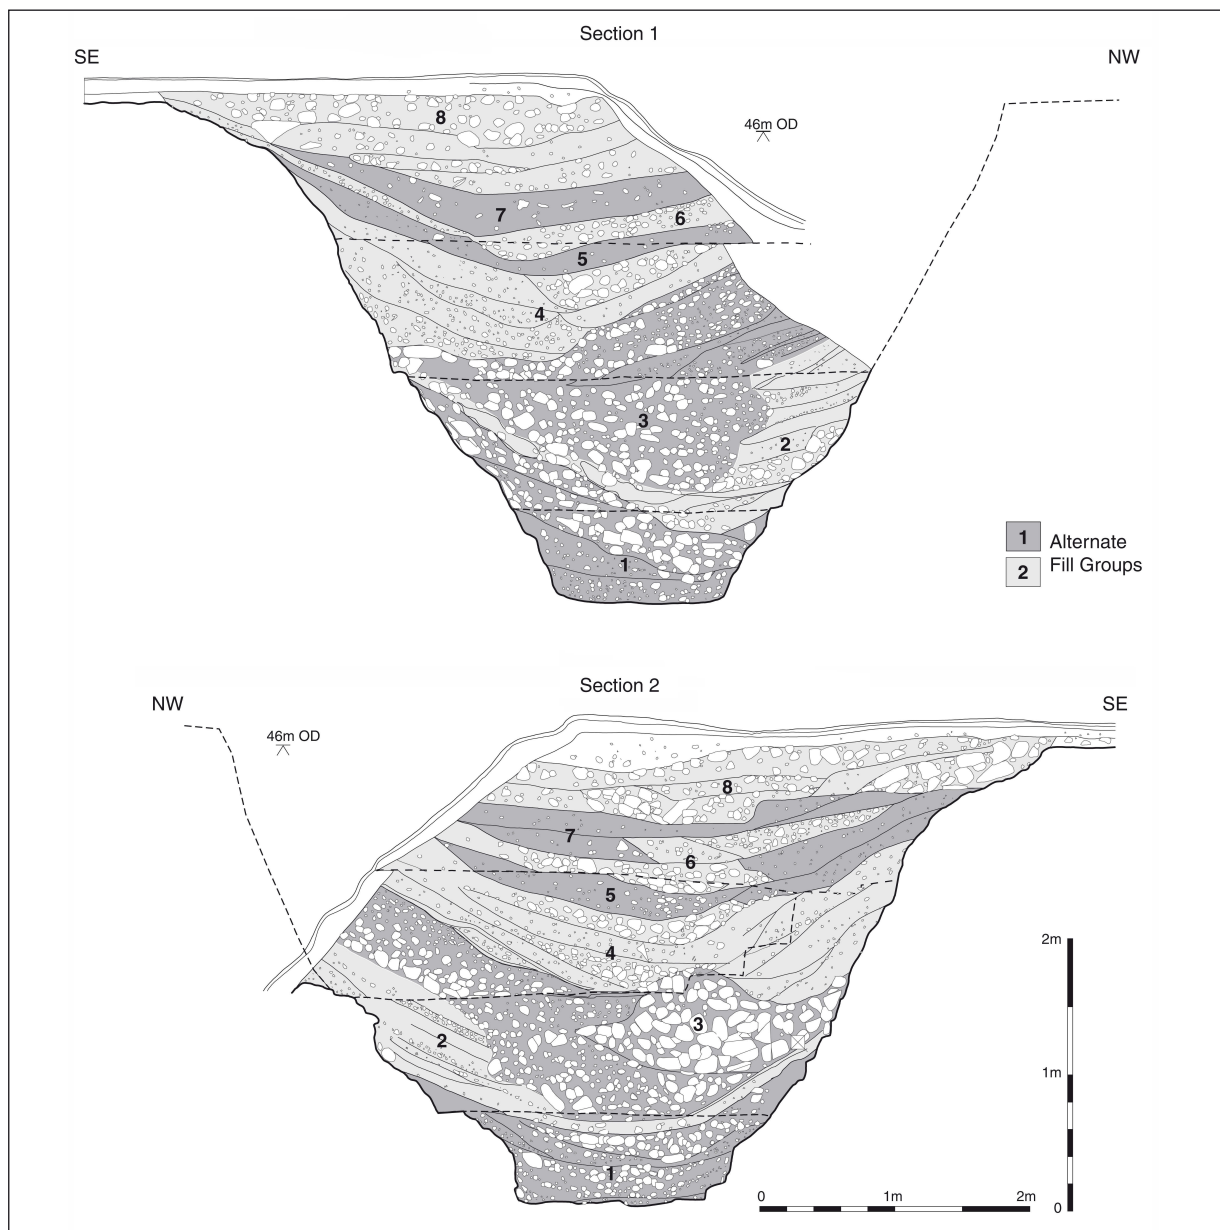 Section 1
SE
NW
8
46m OD
7
6
5
4
3
2
1
1 Alternate
2 Fill Groups
Section 2
NW
SE
46m OD
8
7
6
5
4
3
2
1
2m
1m
0
0 1m 2m